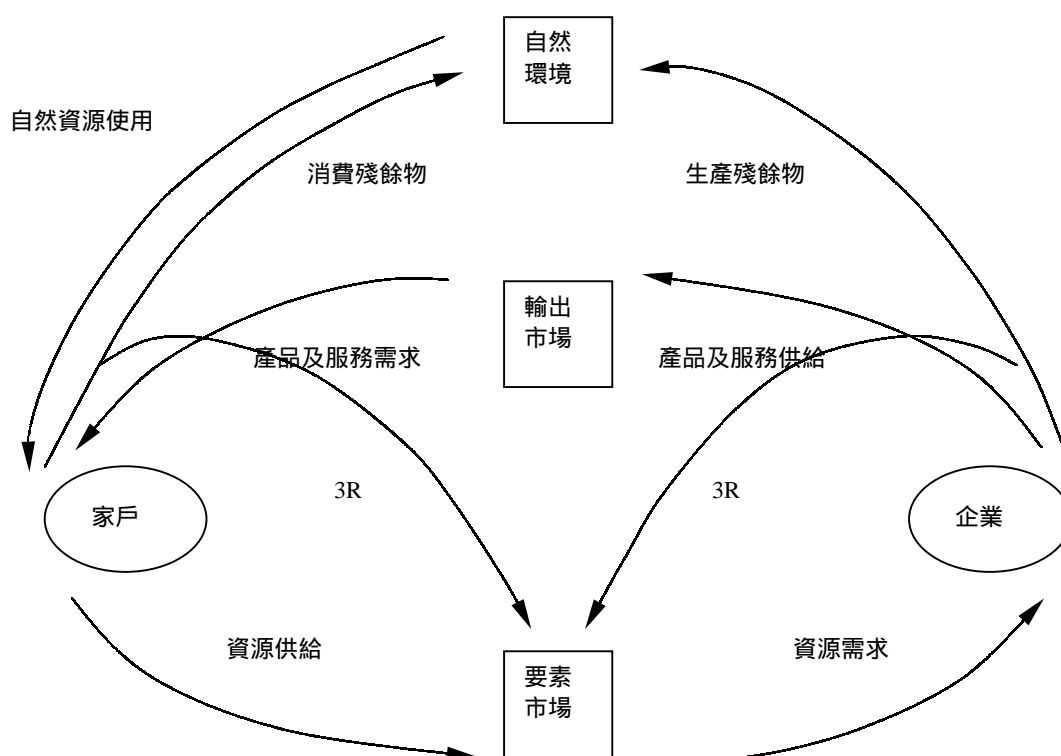 自然
環境
自然資源使用
消費殘餘物
生產殘餘物
輸出
市場
產品及服務需求
產品及服務供給
3R
3R
家戶
企業
資源供給
資源需求
要素
市場